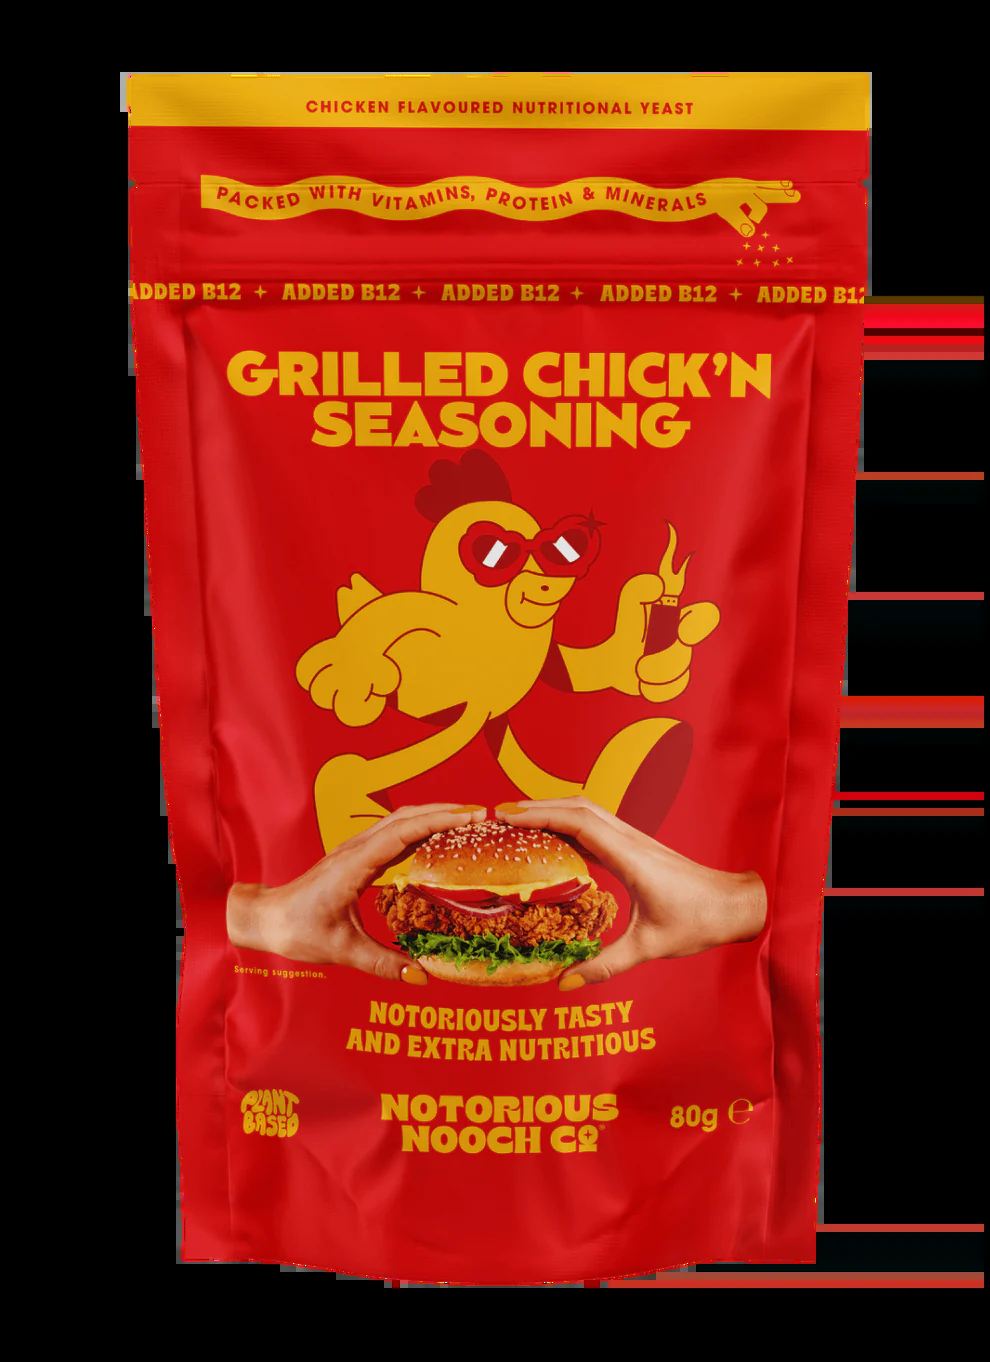 CHICKEN FLAVOURED NUTRITIONAL YEAST
PACKED WITH VITAMINS, PROTEIN & MINERALS
ADDED B12 ADDED B12 ADDED B12 ADDED B12 ADDED B12
GRILLED CHICK'N
SEASONING
Serving suggestion.
NOTORIOUSLY TASTY
AND EXTRA NUTRITIOUS
PLANT
BASED
NOTORIOUS
NOOCH CO
80g ℮